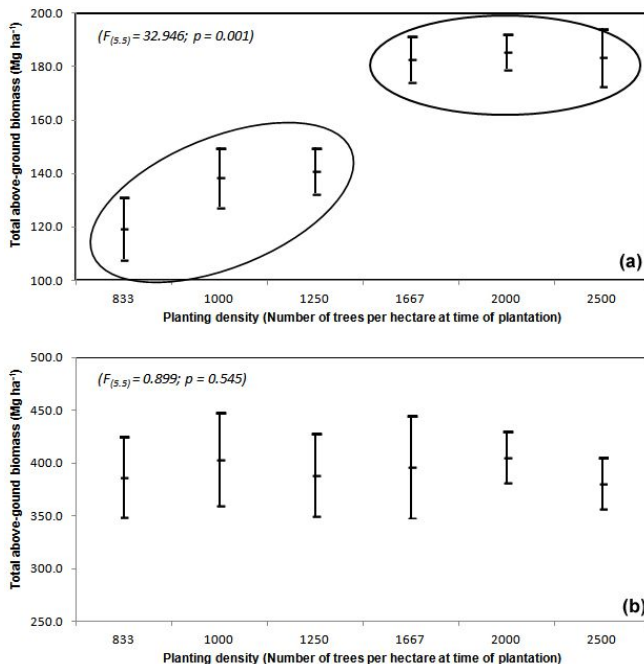 200.0
180.0
160.0
140.0
120.0
100.0
Total above-ground biomass (Mg ha⁻¹)
(F(5.5) = 32.946; p = 0.001)
(a)
833 1000 1250 1667 2000 2500
Planting density (Number of trees per hectare at time of plantation)
500.0
450.0
400.0
350.0
300.0
250.0
Total above-gound biomass (Mg ha⁻¹)
(F(5.5) = 0.899; p = 0.545)
(b)
833 1000 1250 1667 2000 2500
Planting density (Number of trees per hectare at time of plantation)